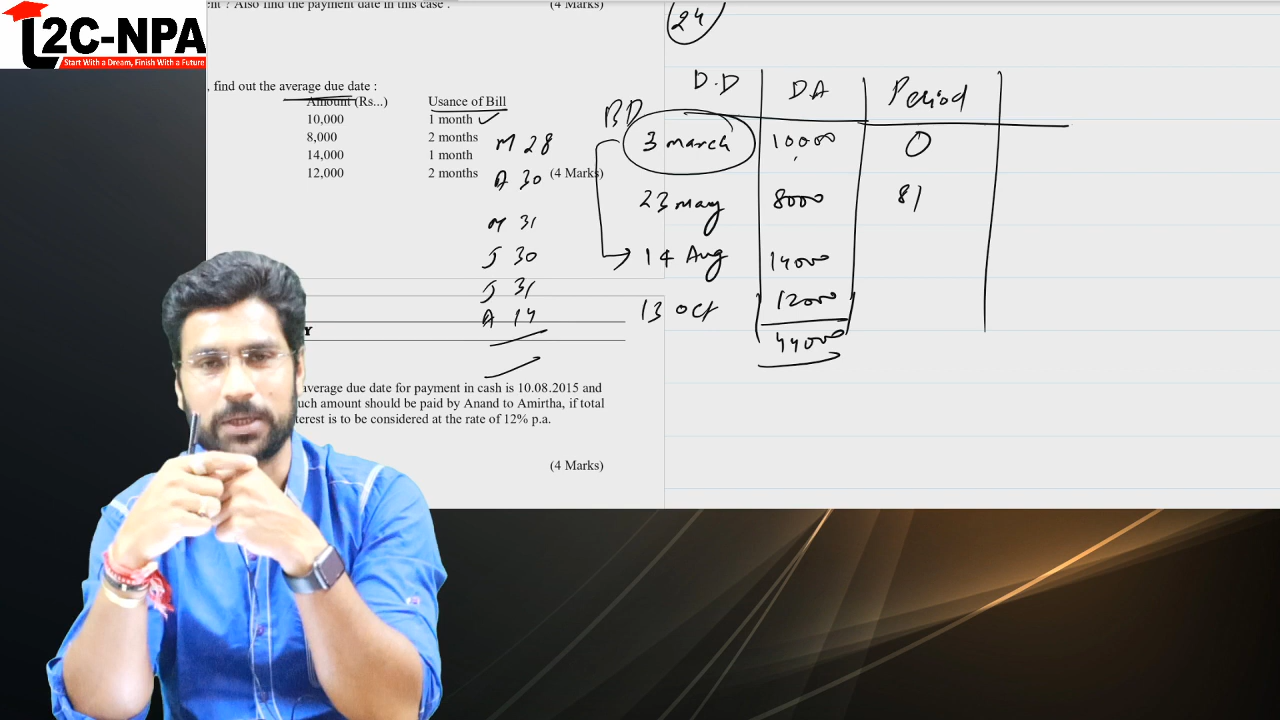 L2C-NPA
Start With a Dream, Finish With a Future
? Also find the payment date in this case :
(4 Marks)
, find out the average due date :
Amount (Rs...) Usance of Bill
10,000 1 month ✓
8,000 2 months
14,000 1 month
12,000 2 months
(4 Marks)
M 28
A 30
M 31
J 30
J 31
A 14
24
D.D DA Period
BD
3 march 10000 0
23 may 8000 81
14 Aug 14000
13 oct 12000
44000
average due date for payment in cash is 10.08.2015 and
uch amount should be paid by Anand to Amirtha, if total
terest is to be considered at the rate of 12% p.a.
(4 Marks)